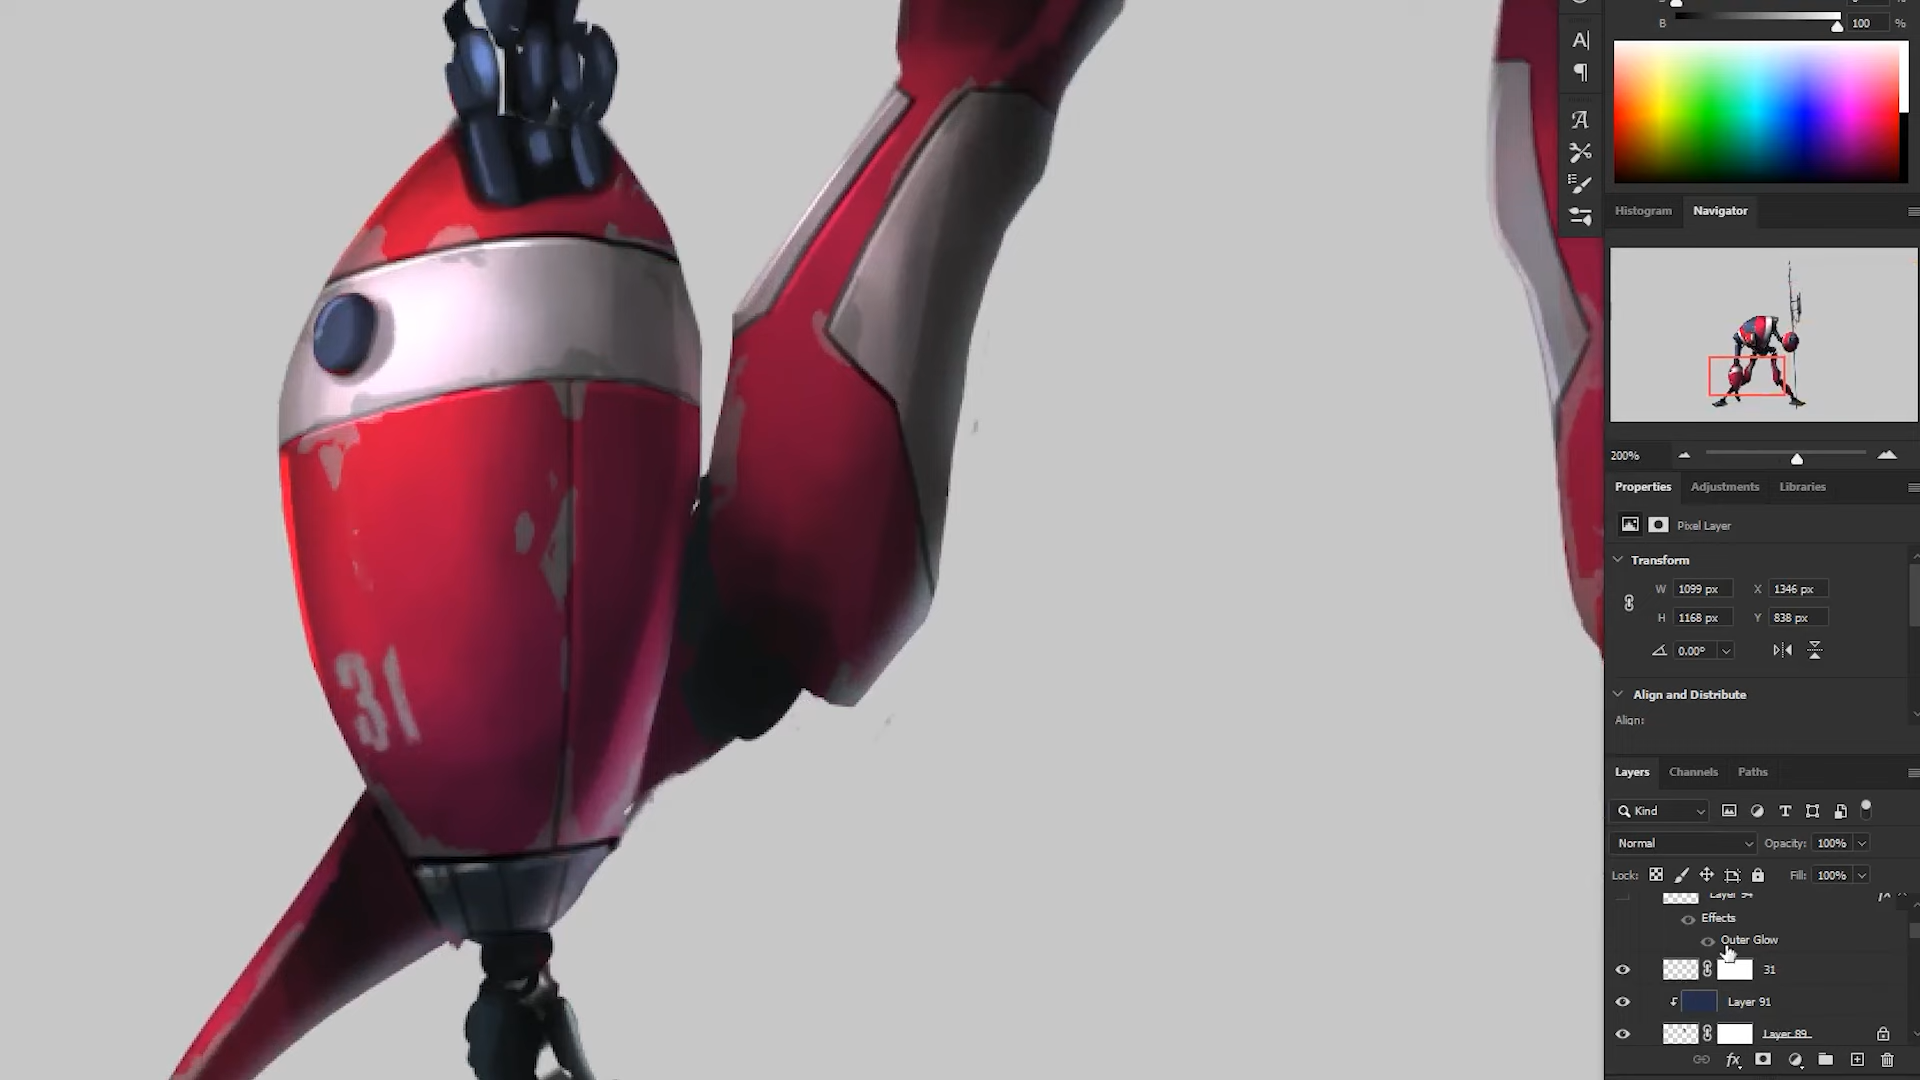 B 100 %
Histogram Navigator
200%
Properties Adjustments Libraries
Pixel Layer
Transform
W 1099 px X 1346 px
H 1168 px Y 838 px
0.00°
Align and Distribute
Align:
31
Layers Channels Paths
Kind
Normal Opacity: 100%
Lock: Fill: 100%
Layer 94
Effects
Outer Glow
31
Layer 91
Layer 89